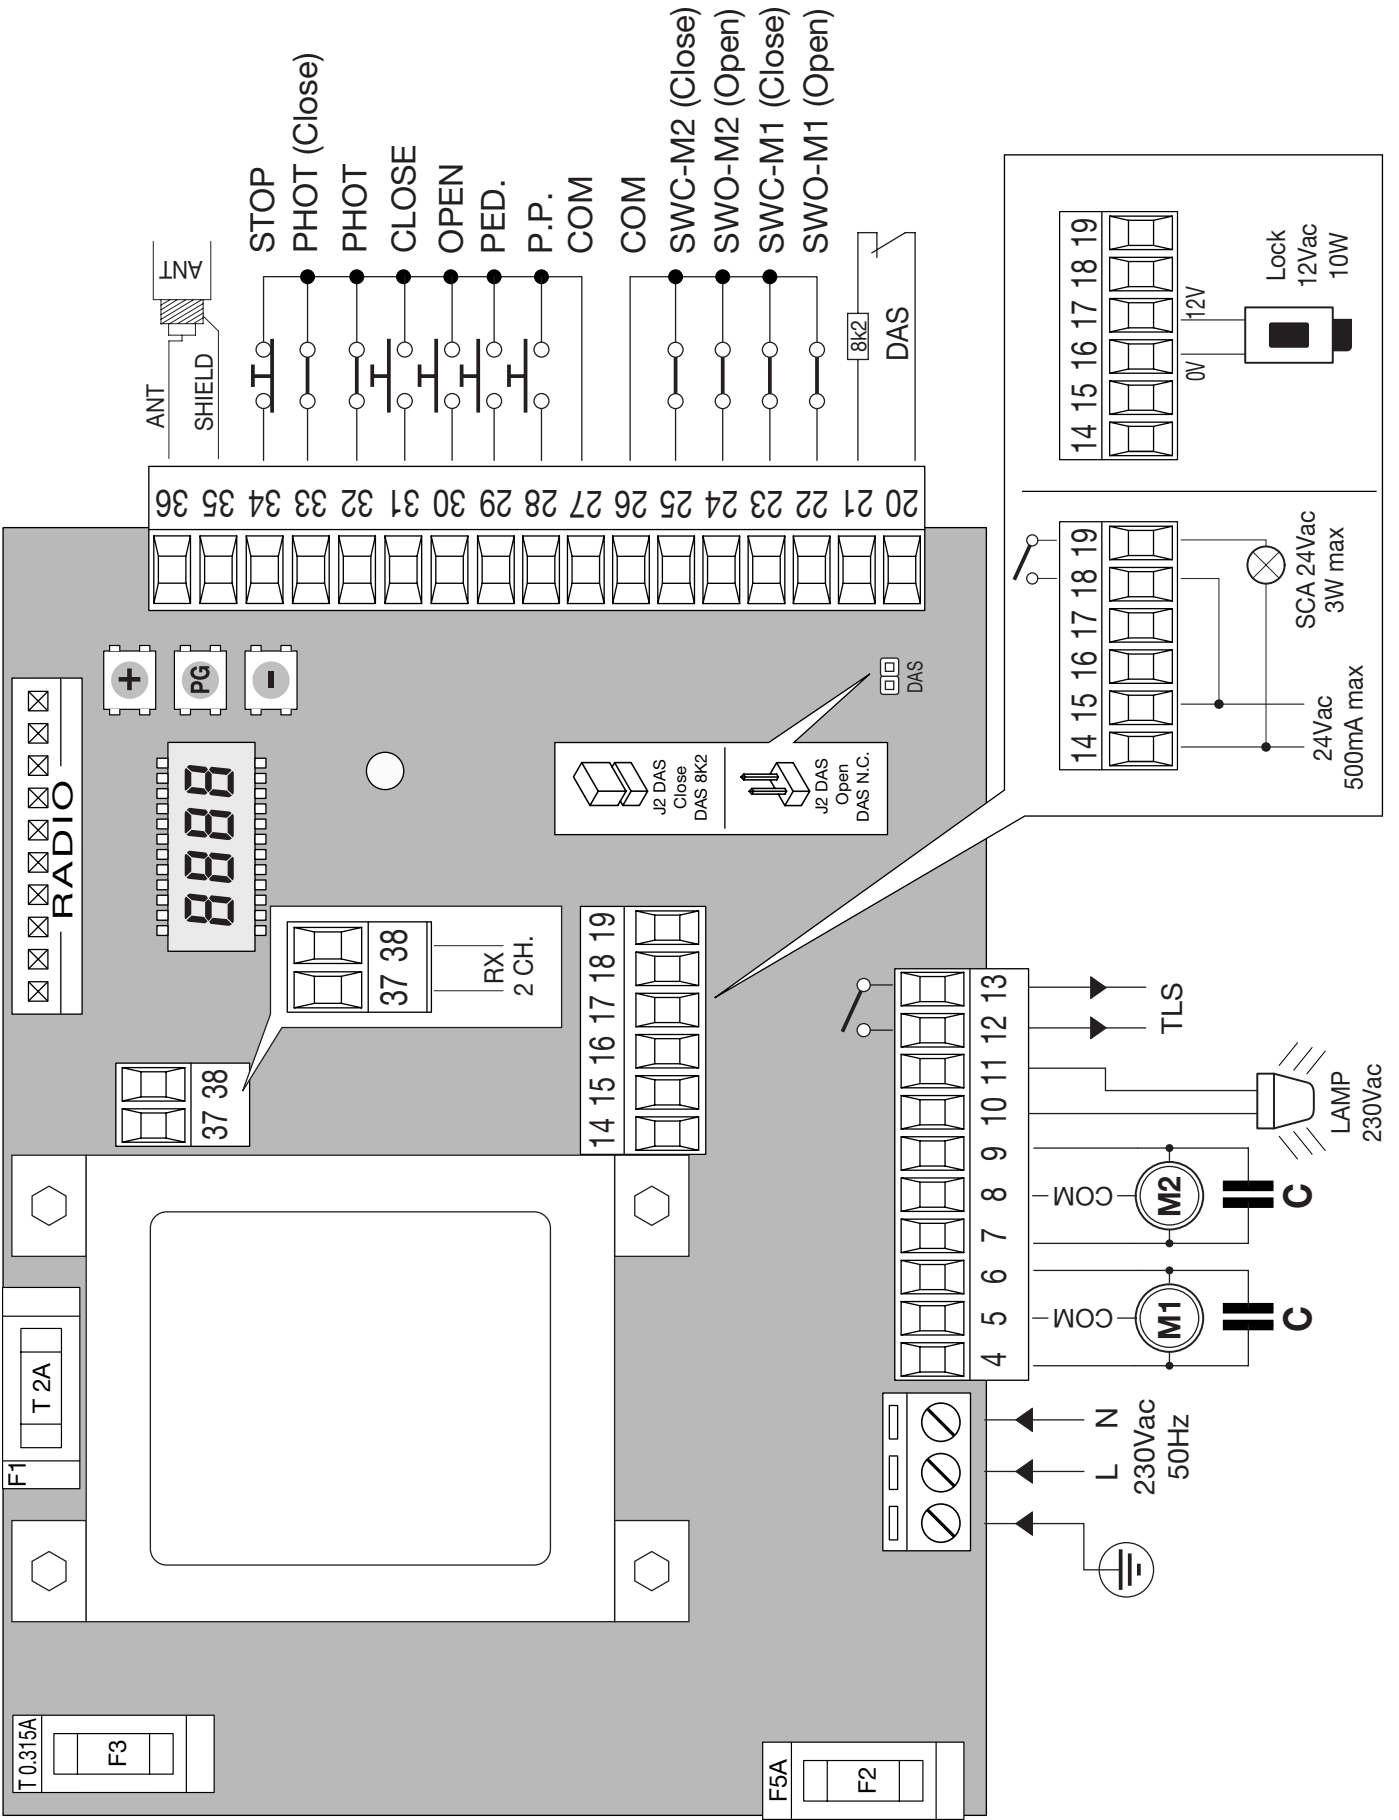 ANT
ANT
SHIELD
STOP
PHOT (Close)
PHOT
CLOSE
OPEN
PED.
P.P.
COM
COM
SWC-M2 (Close)
SWO-M2 (Open)
SWC-M1 (Close)
SWO-M1 (Open)
8k2
DAS
36
35
34
33
32
31
30
29
28
27
26
25
24
23
22
21
20
RADIO
+
PG
-
8888
DAS
J2 DAS
Close
DAS 8K2
J2 DAS
Open
DAS N.C.
37 38
37 38
RX
2 CH.
14 15 16 17 18 19
14 15 16 17 18 19
0V
12V
Lock
12Vac
10W
14 15 16 17 18 19
24Vac
500mA max
SCA 24Vac
3W max
4 5 6 7 8 9 10 11 12 13
TLS
LAMP
230Vac
COM
M2
C
COM
M1
C
L N
230Vac
50Hz
F1
T 2A
T 0.315A
F3
F5A
F2